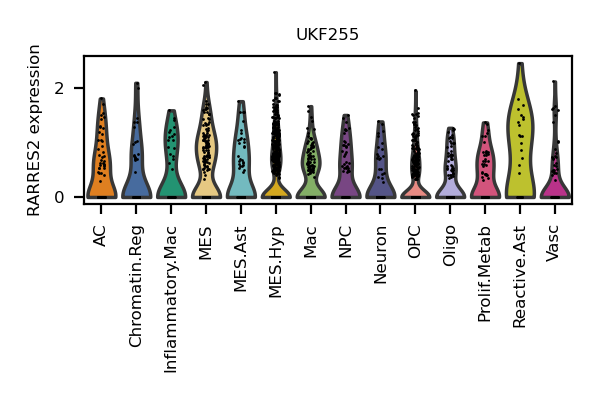 UKF255
RARRES2 expression
2
0
AC
Chromatin.Reg
Inflammatory.Mac
MES
MES.Ast
MES.Hyp
Mac
NPC
Neuron
OPC
Oligo
Prolif.Metab
Reactive.Ast
Vasc